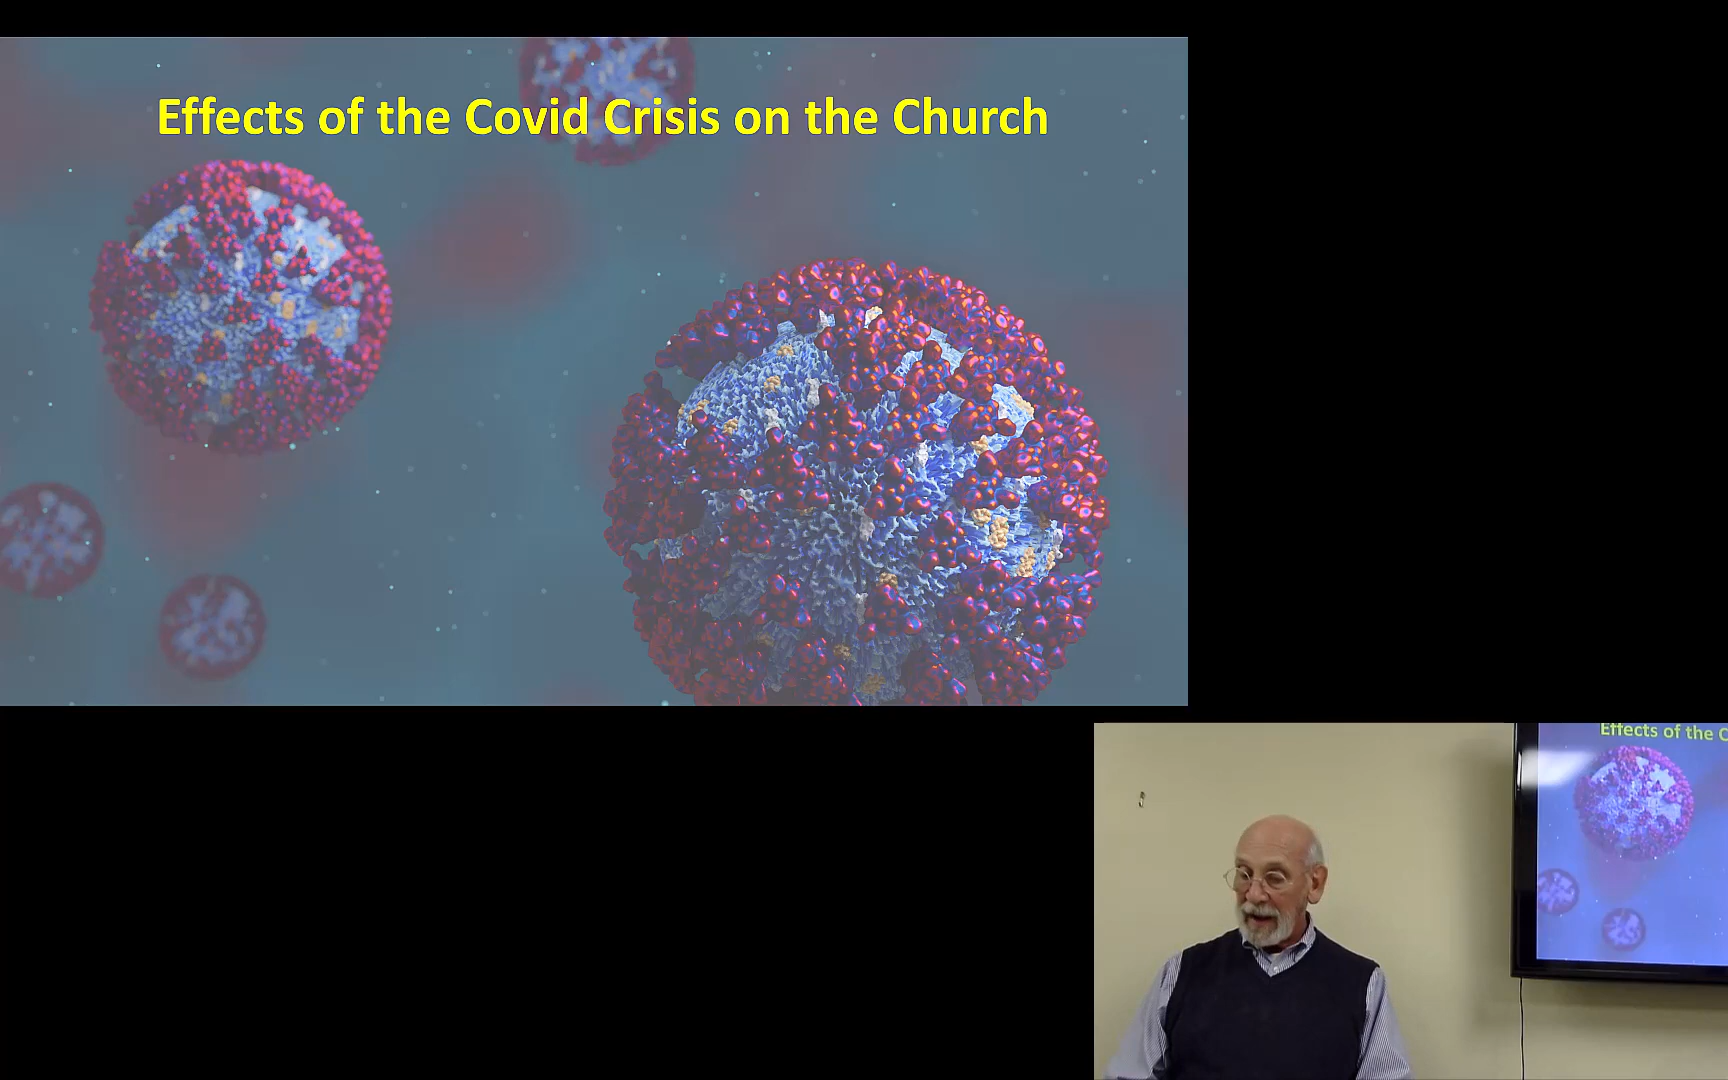 Effects of the Covid Crisis on the Church
Effects of the